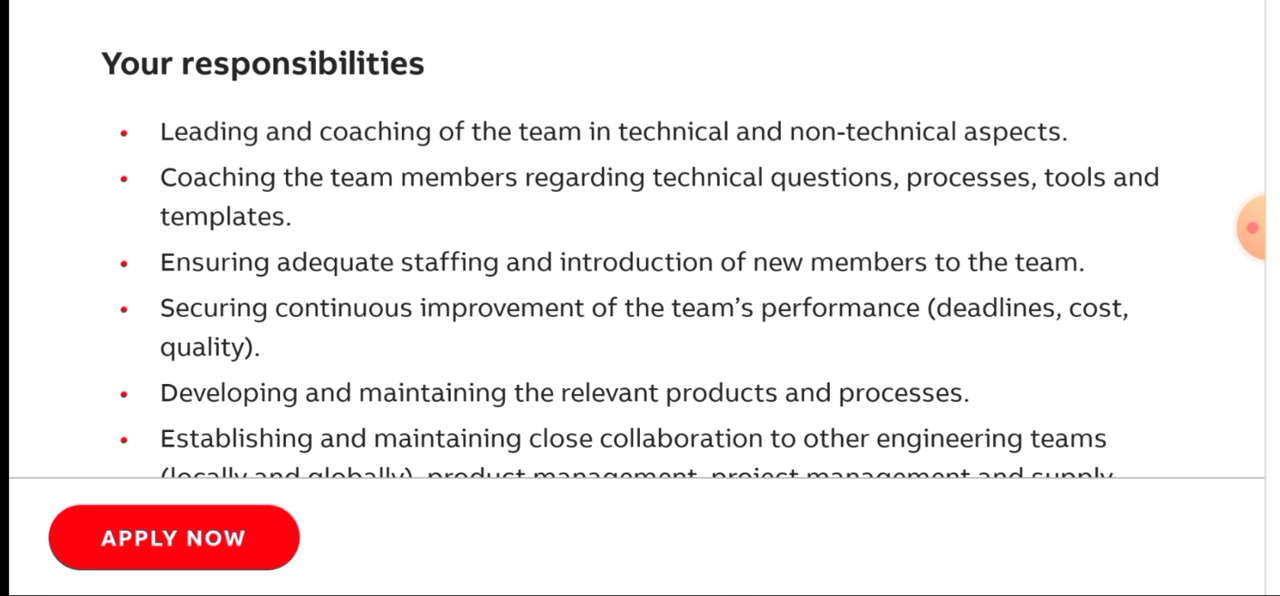 Your responsibilities
• Leading and coaching of the team in technical and non-technical aspects.
• Coaching the team members regarding technical questions, processes, tools and
templates.
• Ensuring adequate staffing and introduction of new members to the team.
• Securing continuous improvement of the team’s performance (deadlines, cost,
quality).
• Developing and maintaining the relevant products and processes.
• Establishing and maintaining close collaboration to other engineering teams
(locally and globally), product management, project management and supply
APPLY NOW